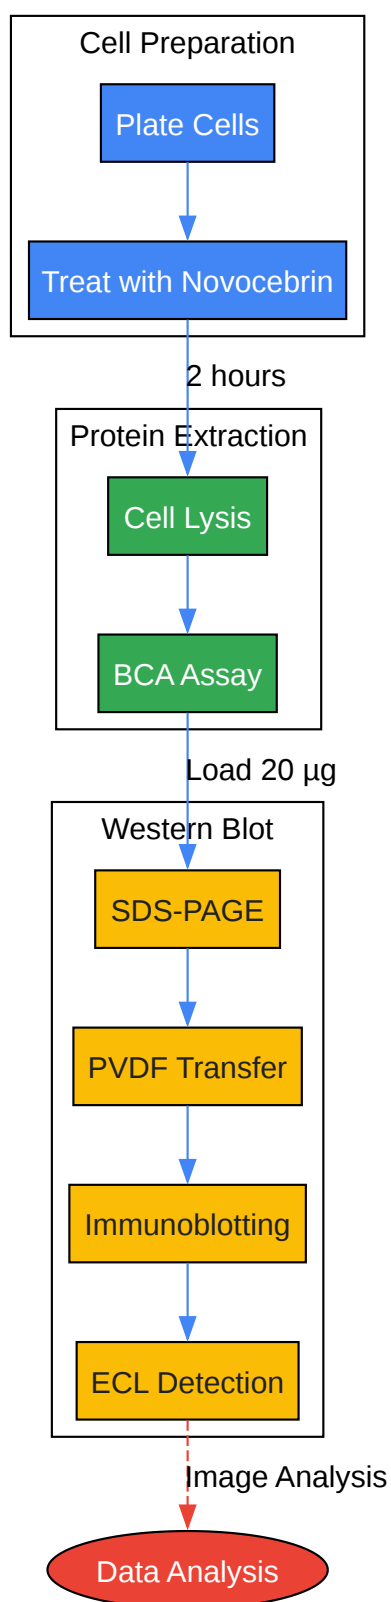 Cell Preparation
Plate Cells
Treat with Novocebrin
2 hours
Protein Extraction
Cell Lysis
BCA Assay
Load 20 µg
Western Blot
SDS-PAGE
PVDF Transfer
Immunoblotting
ECL Detection
Image Analysis
Data Analysis